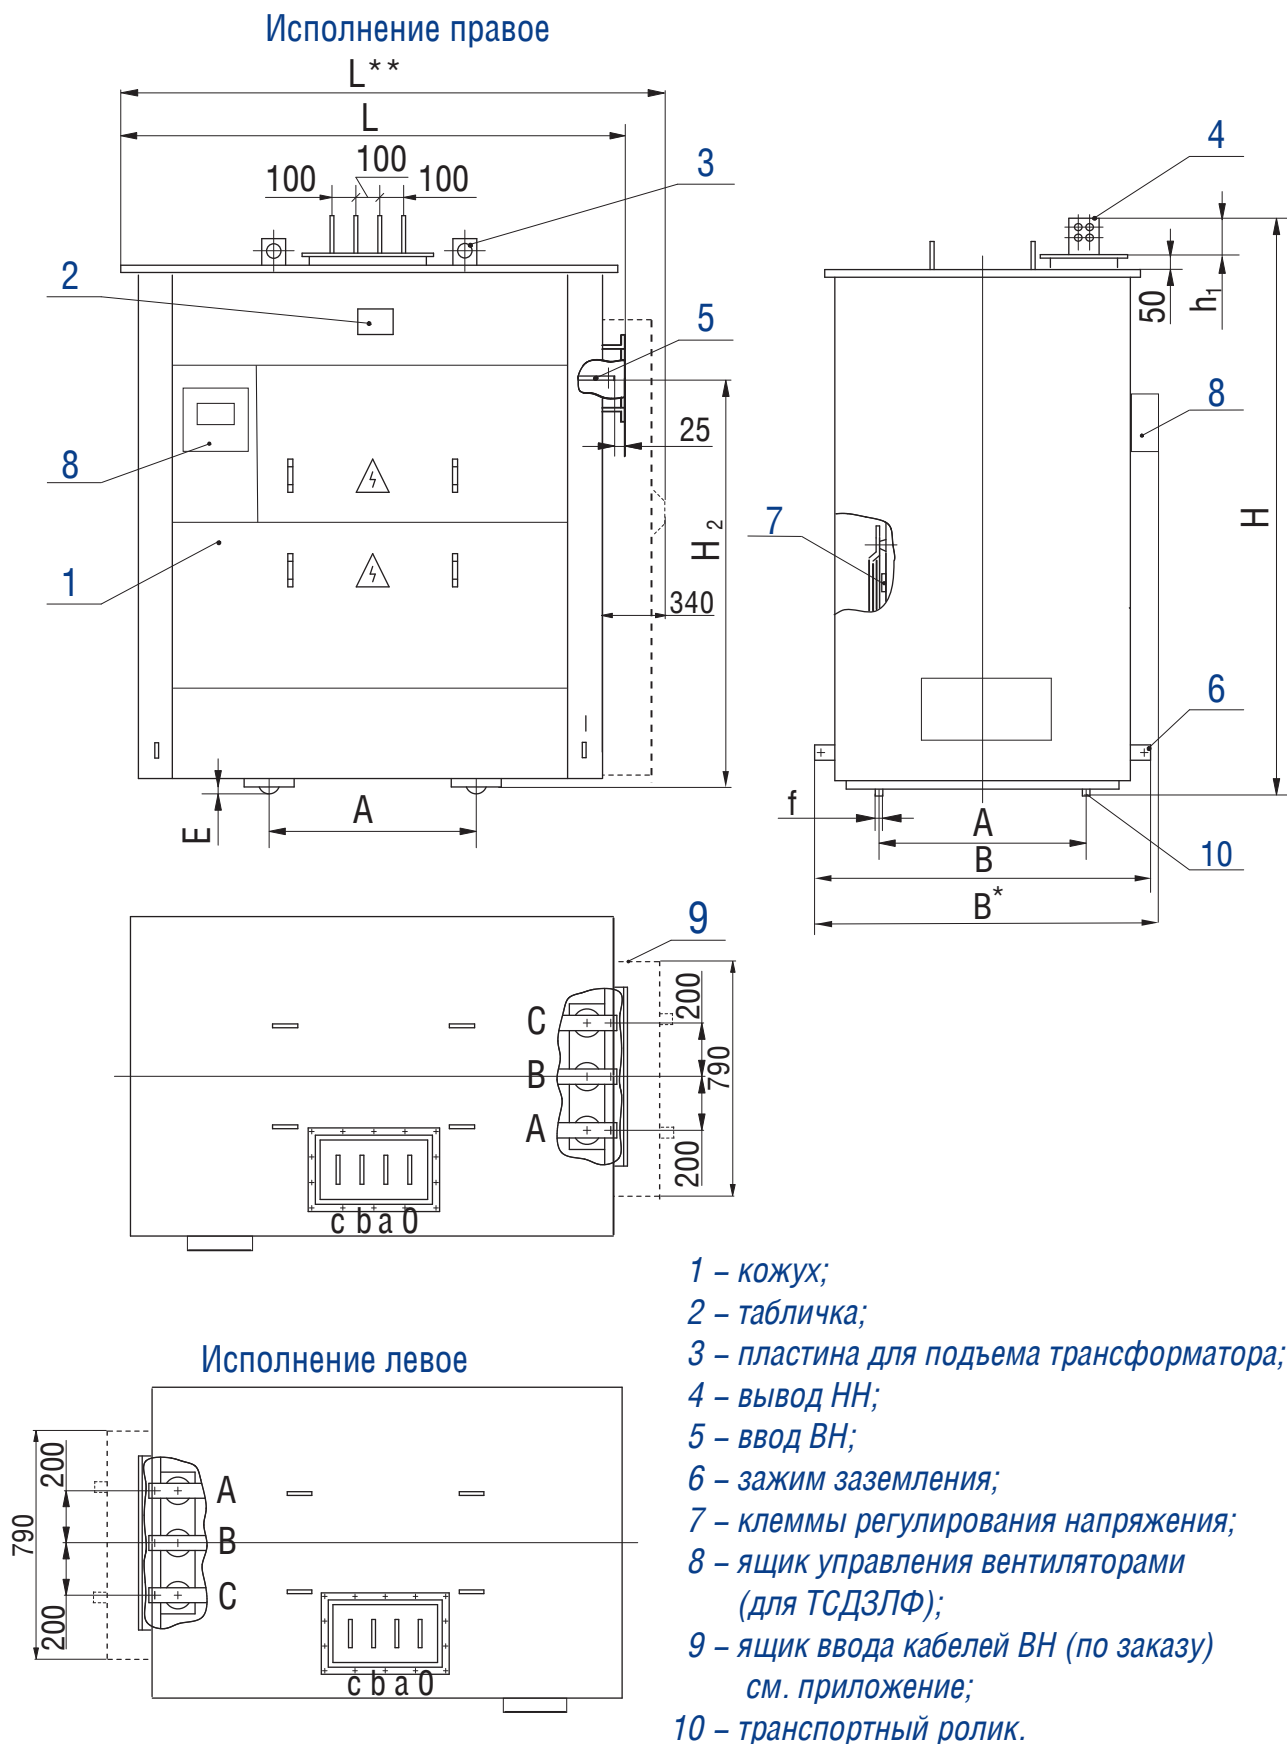 Исполнение правое
L**
L
100
100
100
3
4
2
5
50
h1
8
8
25
H2
7
H
1
340
6
E
A
f
A
10
B
B*
9
200
C
B
790
A
200
c b a 0
Исполнение левое
200
A
790
B
C
200
c b a 0
1 – кожух;
2 – табличка;
3 – пластина для подъема трансформатора;
4 – вывод НН;
5 – ввод ВН;
6 – зажим заземления;
7 – клеммы регулирования напряжения;
8 – ящик управления вентиляторами
(для ТСДЗЛФ);
9 – ящик ввода кабелей ВН (по заказу)
см. приложение;
10 – транспортный ролик.